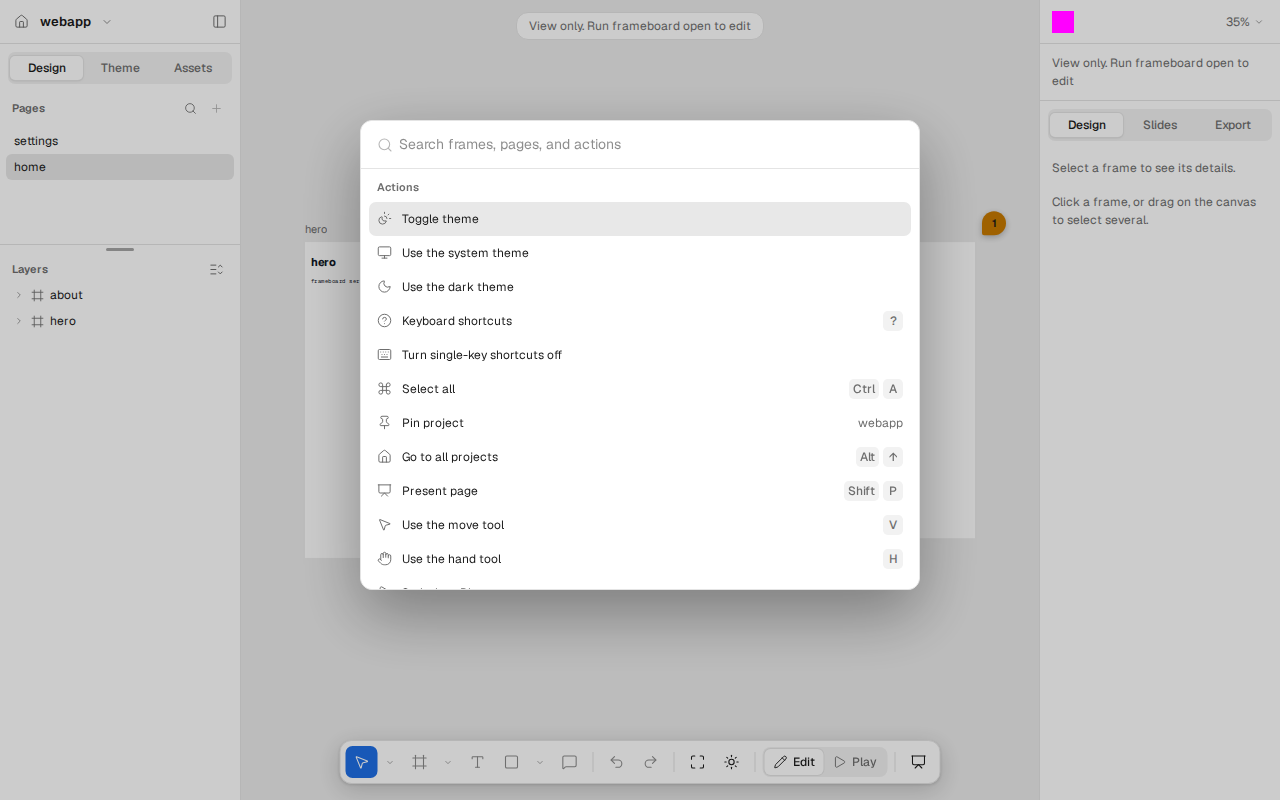 webapp
View only. Run frameboard open to edit
35%
Design
Theme
Assets
View only. Run frameboard open to
edit
Pages
settings
home
Design
Slides
Export
Search frames, pages, and actions
Select a frame to see its details.
Click a frame, or drag on the canvas
to select several.
Actions
Toggle theme
Use the system theme
Use the dark theme
Keyboard shortcuts
?
Turn single-key shortcuts off
Select all
Ctrl A
Pin project
webapp
Go to all projects
Alt ↑
Present page
Shift P
Use the move tool
V
Use the hand tool
H
hero
1
hero
frameboard
Layers
about
hero
Edit
Play